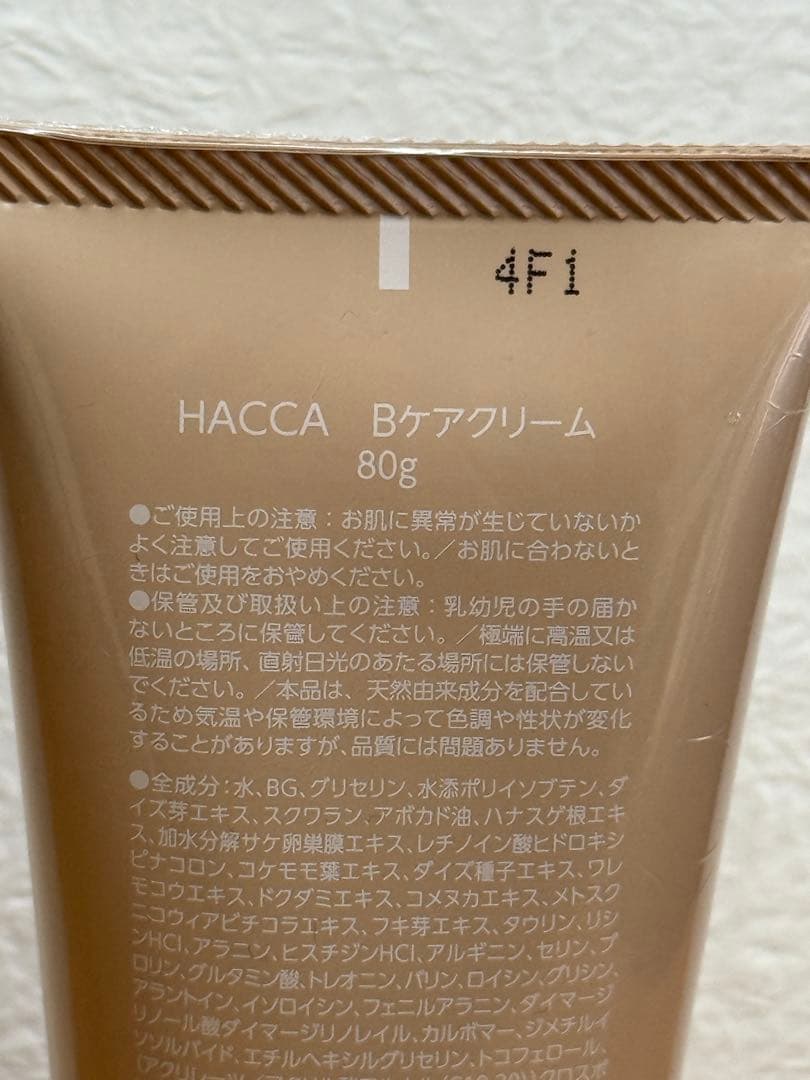 4F1
HACCA Bケアクリーム
80g
●ご使用上の注意:お肌に異常が生じていないか
よく注意してご使用ください。/お肌に合わないと
きはご使用をおやめください。
●保管及び取扱い上の注意:乳幼児の手の届か
ないところに保管してください。/極端に高温又は
低温の場所、直射日光のあたる場所には保管しない
でください。/本品は、天然由来成分を配合してい
るため気温や保管環境によって色調や性状が変化
することがありますが、品質には問題ありません。
●全成分:水、BG、グリセリン、水添ポリイソブテン、ダ
イズ芽エキス、スクワラン、アボカド油、ハナスゲ根エキ
ス、加水分解サケ卵巣膜エキス、レチノイン酸ヒドロキシ
ピナコロン、コケモモ葉エキス、ダイズ種子エキス、ワレ
モコウエキス、ドクダミエキス、コメヌカエキス、メトスク
ニコウィアビチコラエキス、フキ芽エキス、タウリン、リシ
ンHCl、アラニン、ヒスチジンHCl、アルギニン、セリン、プ
ロリン、グルタミン酸、トレオニン、バリン、ロイシン、グリシン、
アラントイン、イソロイシン、フェニルアラニン、ダイマージ
リノール酸ダイマージリノレイル、カルボマー、ジメチルイ
ソソルバイド、エチルヘキシルグリセリン、トコフェロール、